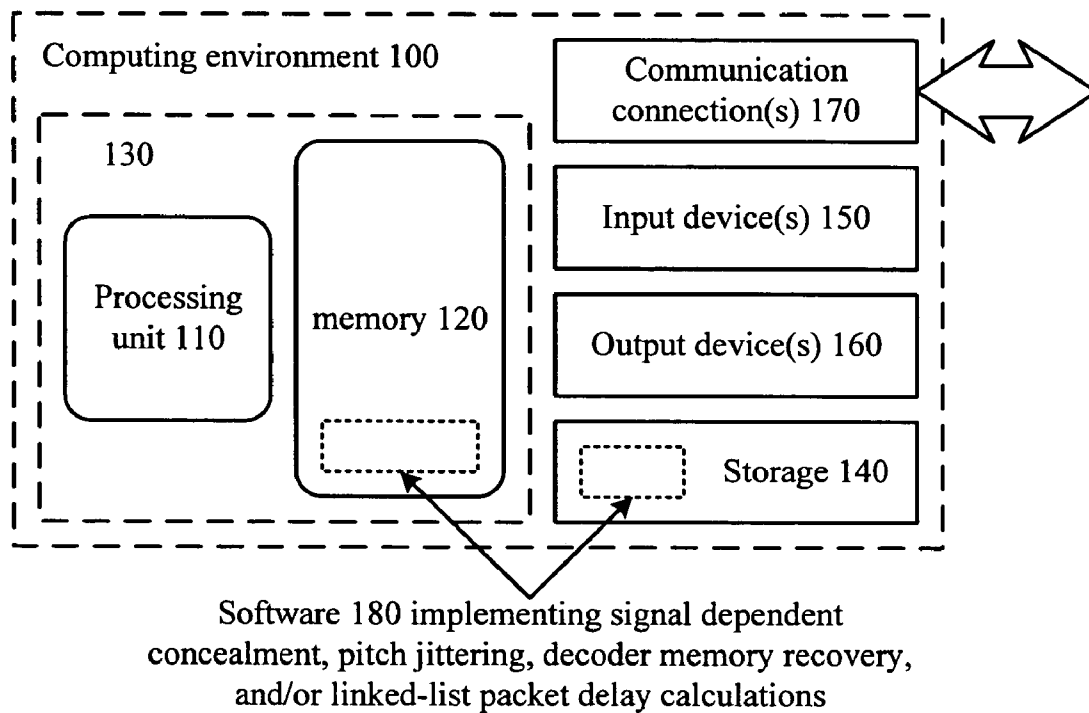 Computing environment 100
Communication
connection(s) 170
130
Input device(s) 150
Processing
unit 110
memory 120
Output device(s) 160
Storage 140
Software 180 implementing signal dependent
concealment, pitch jittering, decoder memory recovery,
and/or linked-list packet delay calculations